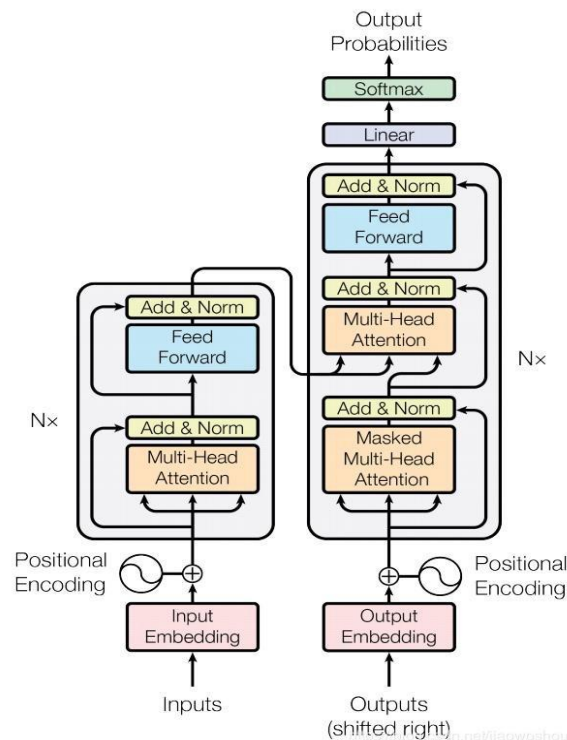 Output
Probabilities
Softmax
Linear
Add & Norm
Feed
Forward
Add & Norm
Multi-Head
Attention
Add & Norm
Masked
Multi-Head
Attention
N×
Add & Norm
Feed
Forward
Add & Norm
Multi-Head
Attention
N×
Positional
Encoding
Positional
Encoding
Input
Embedding
Output
Embedding
Inputs
Outputs
(shifted right)